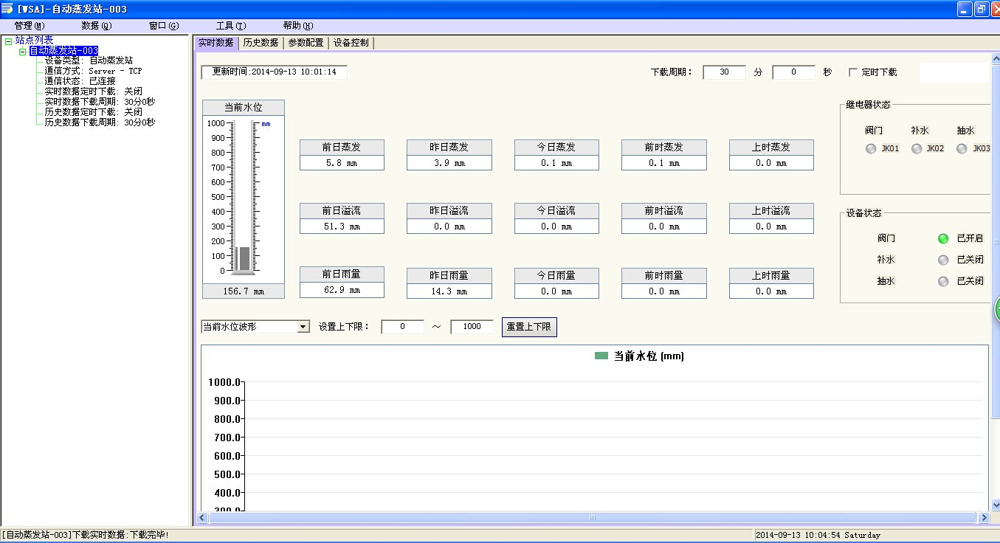 [WSA]-自动蒸发站-003
管理(M) 数据(Q) 窗口(G) 工具(I) 帮助(H)
站点列表
自动蒸发站-003
设备类型: 自动蒸发站
通信方式: Server - TCP
通信状态: 已连接
实时数据定时下载: 关闭
实时数据下载周期: 30分0秒
历史数据定时下载: 关闭
历史数据下载周期: 30分0秒
实时数据 历史数据 参数配置 设备控制
更新时间:2014-09-13 10:01:14
下载周期: 30 分 0 秒 定时下载
当前水位
1000 mm
900
800
700
600
500
400
300
200
100
0
156.7 mm
前日蒸发 昨日蒸发 今日蒸发 前时蒸发 上时蒸发
5.8 mm 3.9 mm 0.1 mm 0.1 mm 0.0 mm
前日溢流 昨日溢流 今日溢流 前时溢流 上时溢流
51.3 mm 0.0 mm 0.0 mm 0.0 mm 0.0 mm
前日雨量 昨日雨量 今日雨量 前时雨量 上时雨量
62.9 mm 14.3 mm 0.0 mm 0.0 mm 0.0 mm
继电器状态
阀门 补水 抽水
JK01 JK02 JK03
设备状态
阀门 已开启
补水 已关闭
抽水 已关闭
当前水位波形 设置上下限: 0 ～ 1000 重置上下限
当前水位 (mm)
1000.0
900.0
800.0
700.0
600.0
500.0
400.0
300.0
[自动蒸发站-003]下载实时数据:下载完毕!
2014-09-13 10:04:54 Saturday